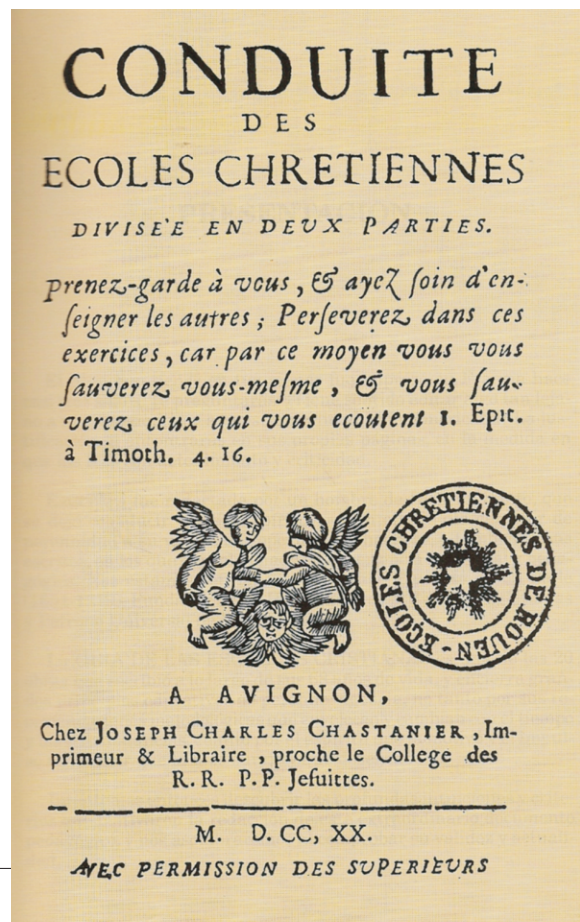 CONDUITE
DES
ECOLES CHRETIENNES
DIVISE'E EN DEUX PARTIES.
prenez-garde à vous, & ayez ſoin d'en-
ſeigner les autres ; Perſeverez dans ces
exercices, car par ce moyen vous vous
ſauverez vous-meſme, & vous ſau-
verez ceux qui vous ecoutent I. Epit.
à Timoth. 4. 16.
ECOLES CHRETIENNES DE ROUEN -
A AVIGNON,
Chez JOSEPH CHARLES CHASTANIER, Im-
primeur & Libraire, proche le College des
R. R. P. P. Jeſuittes.
M. D. CC, XX.
AVEC PERMISSION DES SUPERIEURS